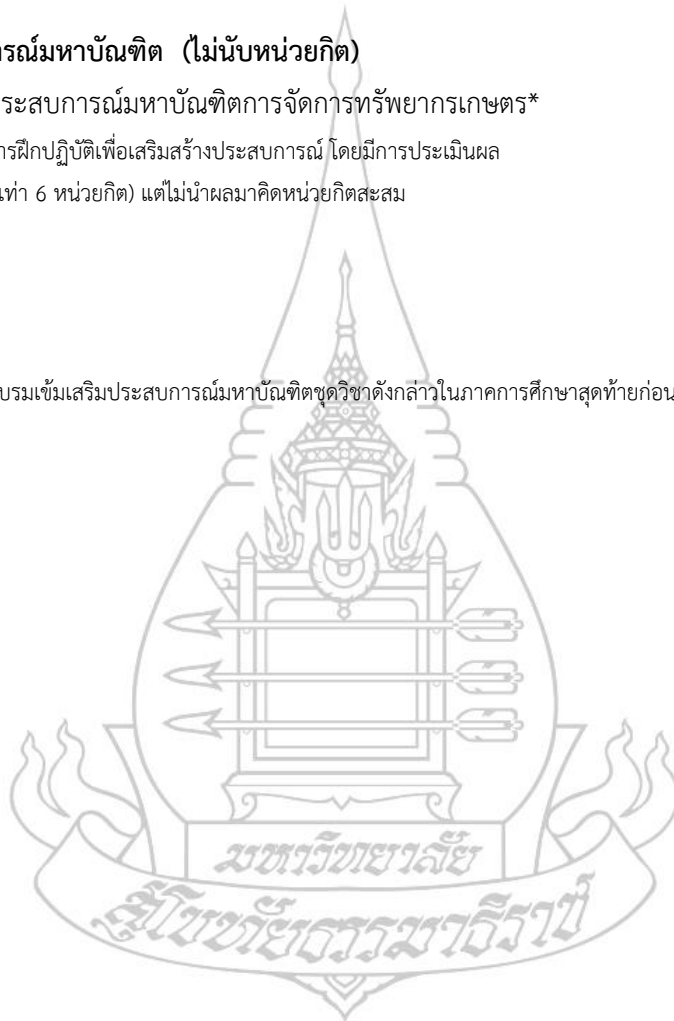 ารณ์มหาบัณฑิต (ไม่นับหน่วยกิต)
ระสบการณ์มหาบัณฑิตการจัดการทรัพยากรเกษตร*
ารฝึกปฏิบัติเพื่อเสริมสร้างประสบการณ์ โดยมีการประเมินผล
เท่า 6 หน่วยกิต) แต่ไม่นำผลมาคิดหน่วยกิตสะสม
บรมเข้มเสริมประสบการณ์มหาบัณฑิตชุดวิชาดังกล่าวในภาคการศึกษาสุดท้ายก่อน
มหาวิทยาลัย
สุโขทัยธรรมาธิราช